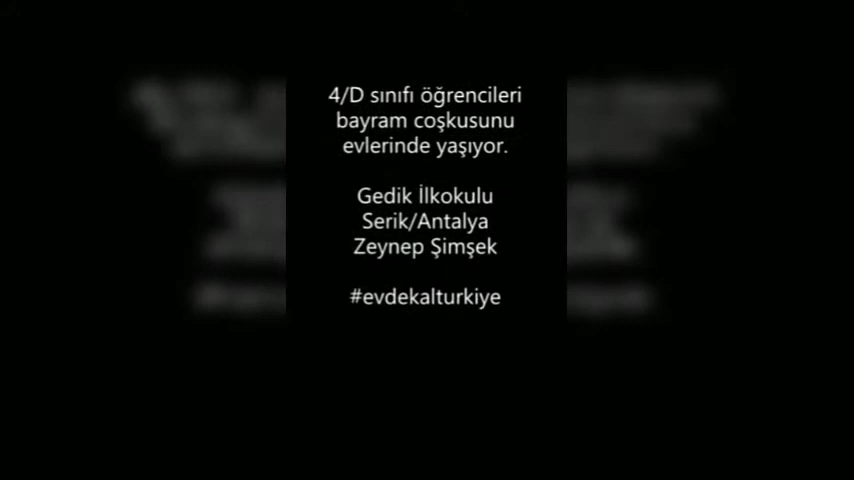 4/D sınıfı öğrencileri
bayram coşkusunu
evlerinde yaşıyor.
Gedik İlkokulu
Serik/Antalya
Zeynep Şimşek
#evdekalturkiye